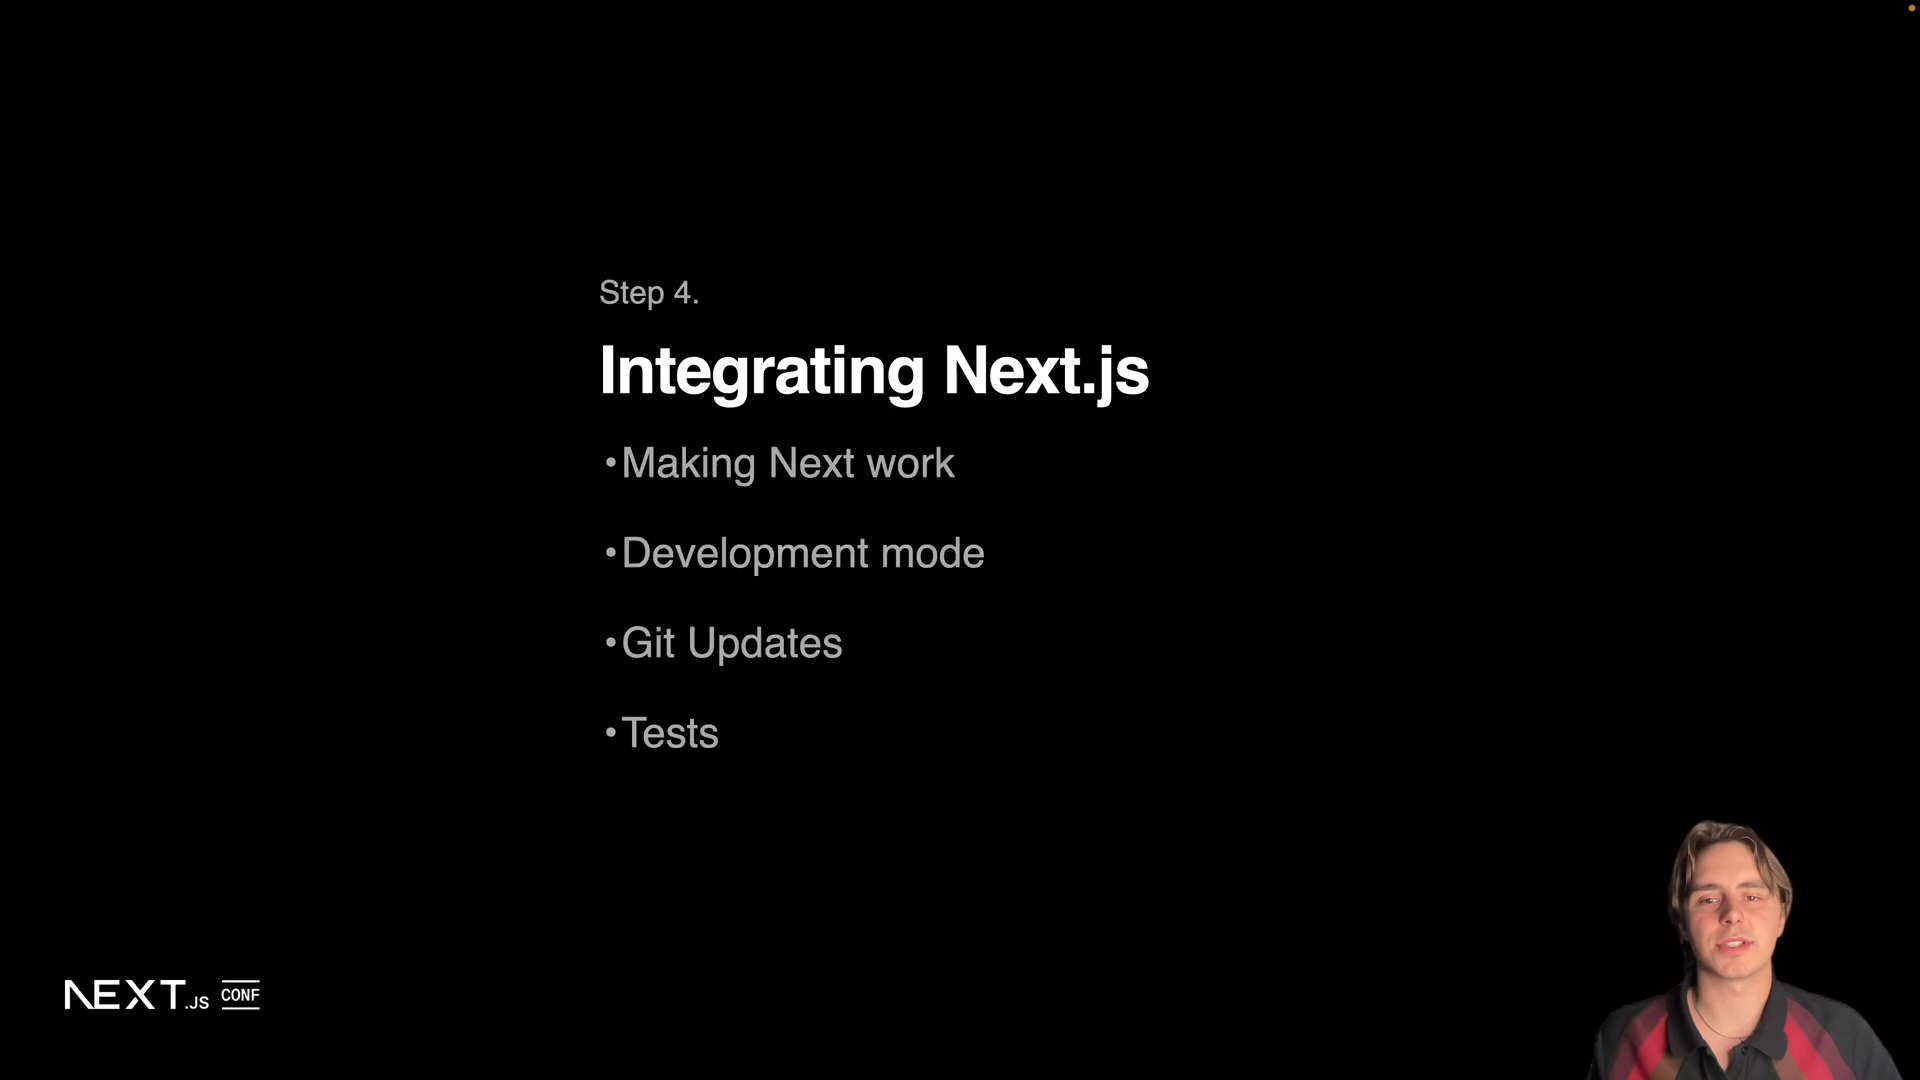 Step 4.
Integrating Next.js
•Making Next work
•Development mode
•Git Updates
•Tests
NEXT.JS CONF